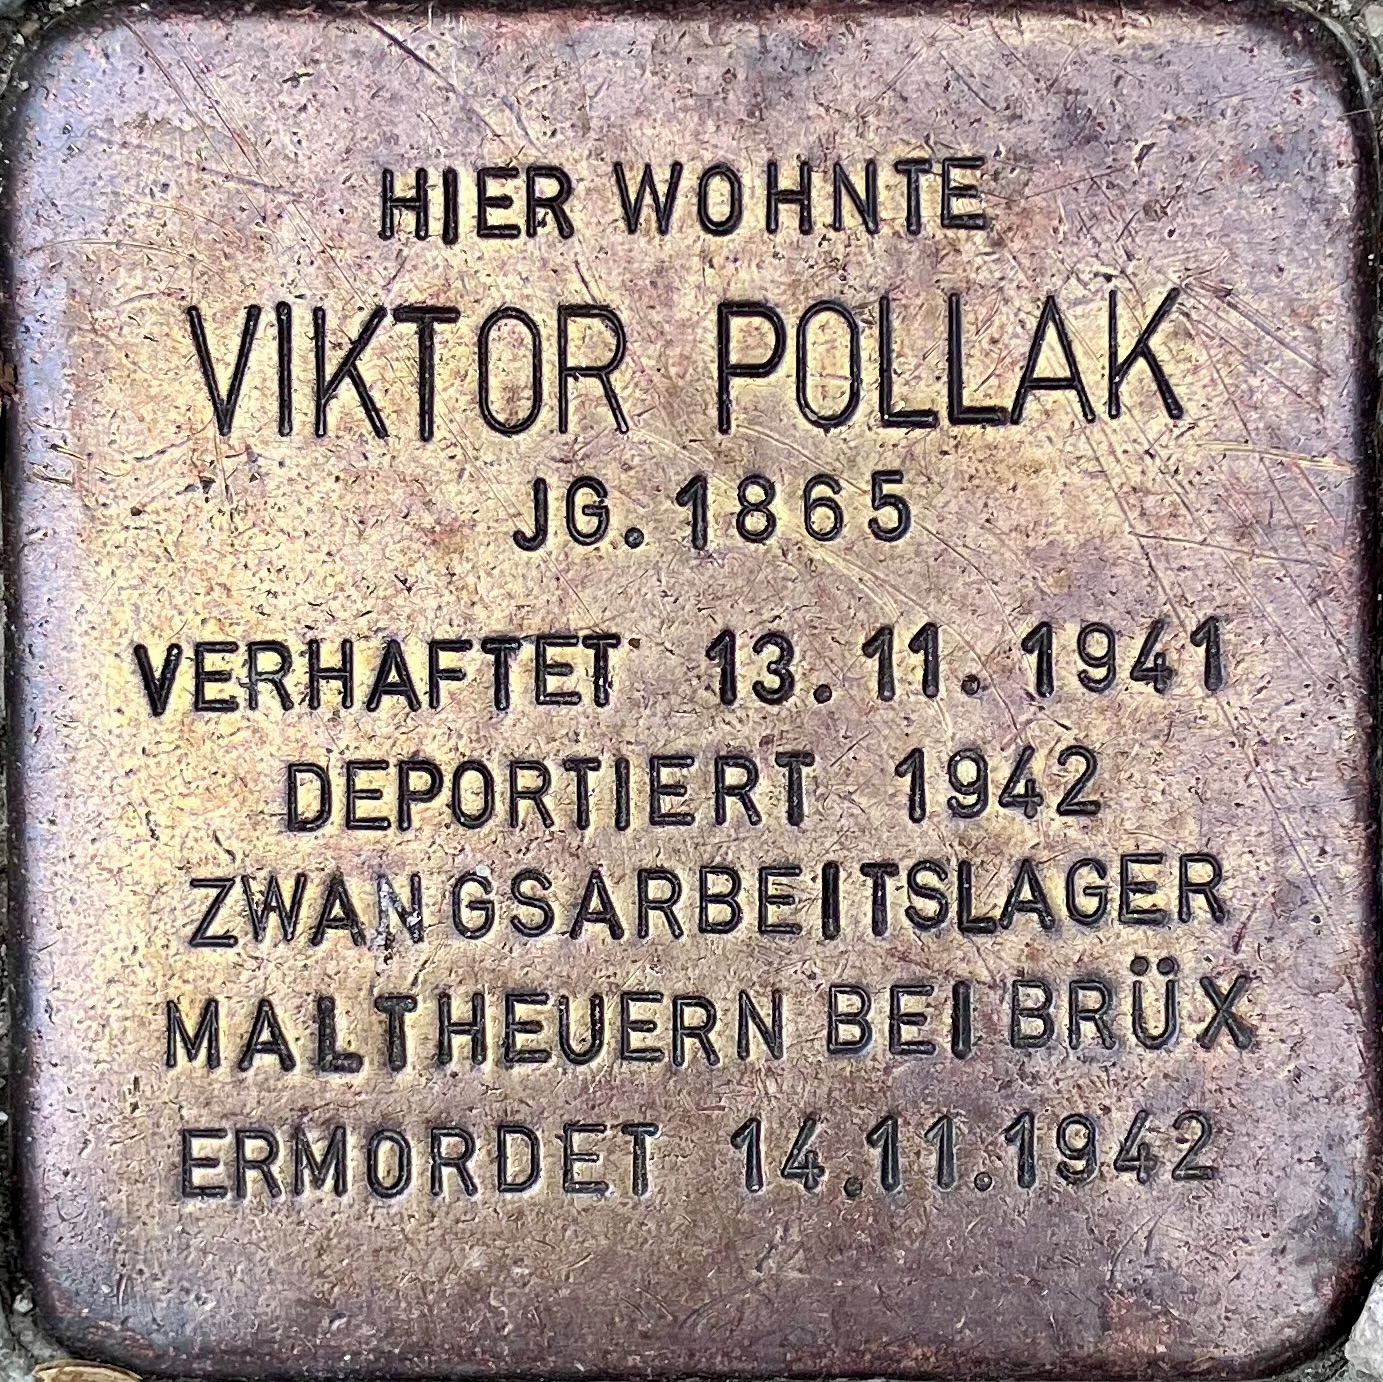 HIER WOHNTE
VIKTOR POLLAK
JG. 1865
VERHAFTET 13.11.1941
DEPORTIERT 1942
ZWANGSARBEITSLAGER
MALTHEUERN BEI BRÜX
ERMORDET 14.11.1942